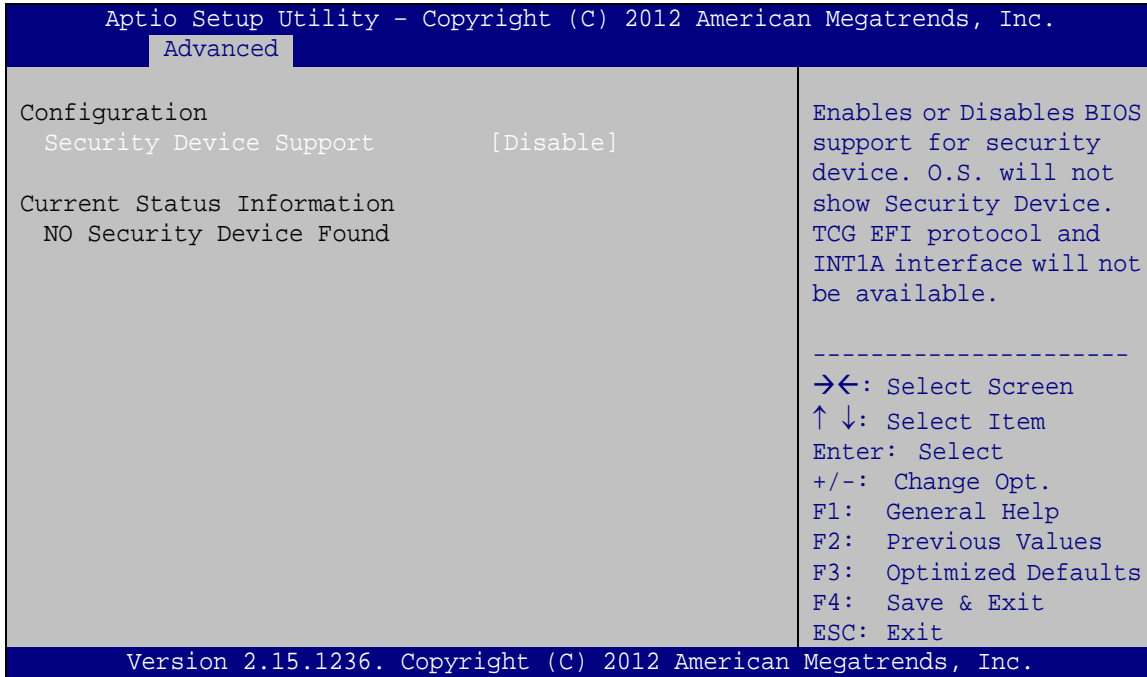 Aptio Setup Utility – Copyright (C) 2012 American Megatrends, Inc.
Advanced
Configuration
Security Device Support [Disable]
Current Status Information
NO Security Device Found
Enables or Disables BIOS
support for security
device. O.S. will not
show Security Device.
TCG EFI protocol and
INT1A interface will not
be available.
----------------------
→←: Select Screen
↑ ↓: Select Item
Enter: Select
+/-: Change Opt.
F1: General Help
F2: Previous Values
F3: Optimized Defaults
F4: Save & Exit
ESC: Exit
Version 2.15.1236. Copyright (C) 2012 American Megatrends, Inc.